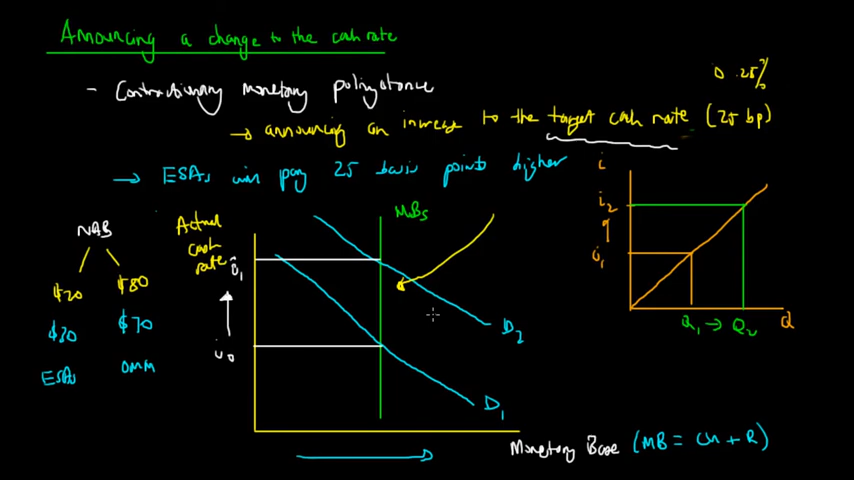 Announcing a change to the cash rate
- Contractionary monetary policy stance
0.25%
→ announcing an increase to the target cash rate (25 bp)
→ ESAs will pay 25 basis points higher
NAB
$20 $80
$30 $70
ESAs OMM
Actual
cash
rate
i₁
i₀
MBs
D₂
D₁
Monetary Base (MB = Cu + R)
i
i₂
i₁
Q₁ → Q₂ Q